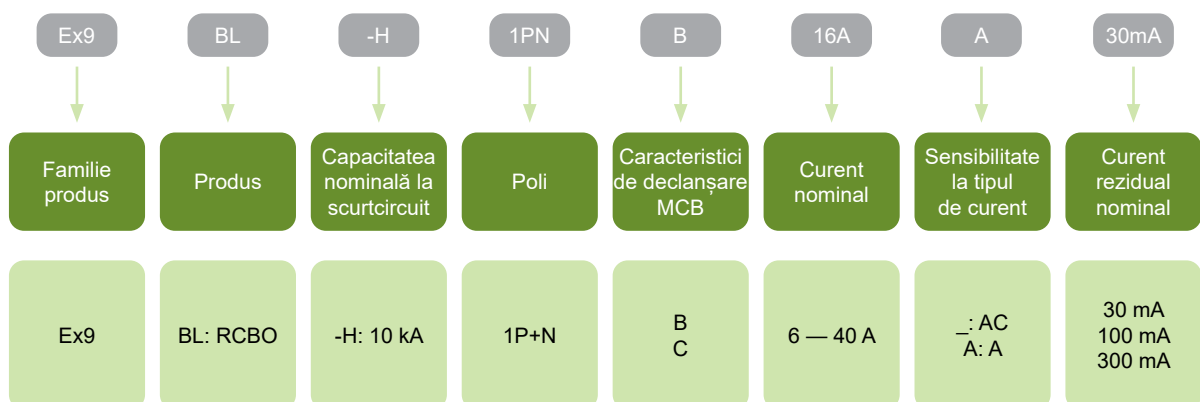 Ex9
BL
-H
1PN
B
16A
A
30mA
Familie
produs
Produs
Capacitatea
nominală la
scurtcircuit
Poli
Caracteristici
de declanșare
MCB
Curent
nominal
Sensibilitate
la tipul
de curent
Curent
rezidual
nominal
Ex9
BL: RCBO
-H: 10 kA
1P+N
B
C
6 — 40 A
_: AC
A: A
30 mA
100 mA
300 mA